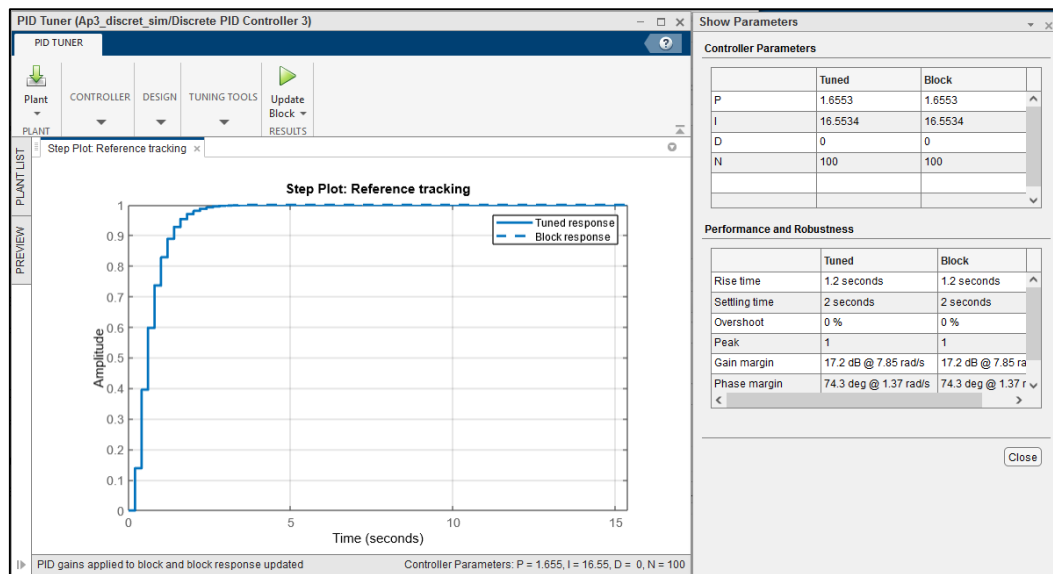 PID Tuner (Ap3_discret_sim/Discrete PID Controller 3)
PID TUNER
?
Plant
CONTROLLER
DESIGN
TUNING TOOLS
Update
Block
PLANT
RESULTS
PLANT LIST
PREVIEW
Step Plot: Reference tracking
Step Plot: Reference tracking
Tuned response
Block response
Amplitude
1
0.9
0.8
0.7
0.6
0.5
0.4
0.3
0.2
0.1
0
0 5 10 15
Time (seconds)
PID gains applied to block and block response updated
Controller Parameters: P = 1.655, I = 16.55, D = 0, N = 100
Show Parameters
Controller Parameters
Tuned Block
P 1.6553 1.6553
I 16.5534 16.5534
D 0 0
N 100 100
Performance and Robustness
Tuned Block
Rise time 1.2 seconds 1.2 seconds
Settling time 2 seconds 2 seconds
Overshoot 0 % 0 %
Peak 1 1
Gain margin 17.2 dB @ 7.85 rad/s 17.2 dB @ 7.85 ra
Phase margin 74.3 deg @ 1.37 rad/s 74.3 deg @ 1.37 r
Close